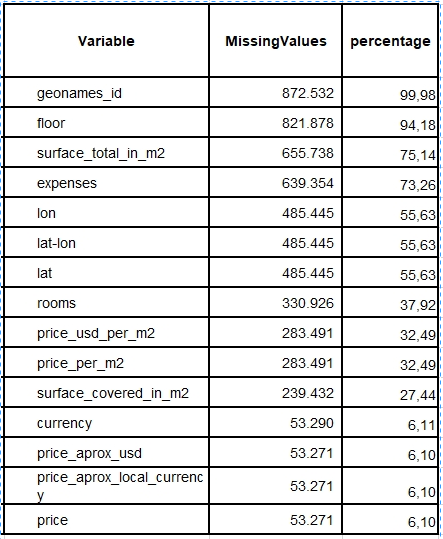 Variable MissingValues percentage
geonames_id 872.532 99,98
floor 821.878 94,18
surface_total_in_m2 655.738 75,14
expenses 639.354 73,26
lon 485.445 55,63
lat-lon 485.445 55,63
lat 485.445 55,63
rooms 330.926 37,92
price_usd_per_m2 283.491 32,49
price_per_m2 283.491 32,49
surface_covered_in_m2 239.432 27,44
currency 53.290 6,11
price_aprox_usd 53.271 6,10
price_aprox_local_currenc
y 53.271 6,10
price 53.271 6,10